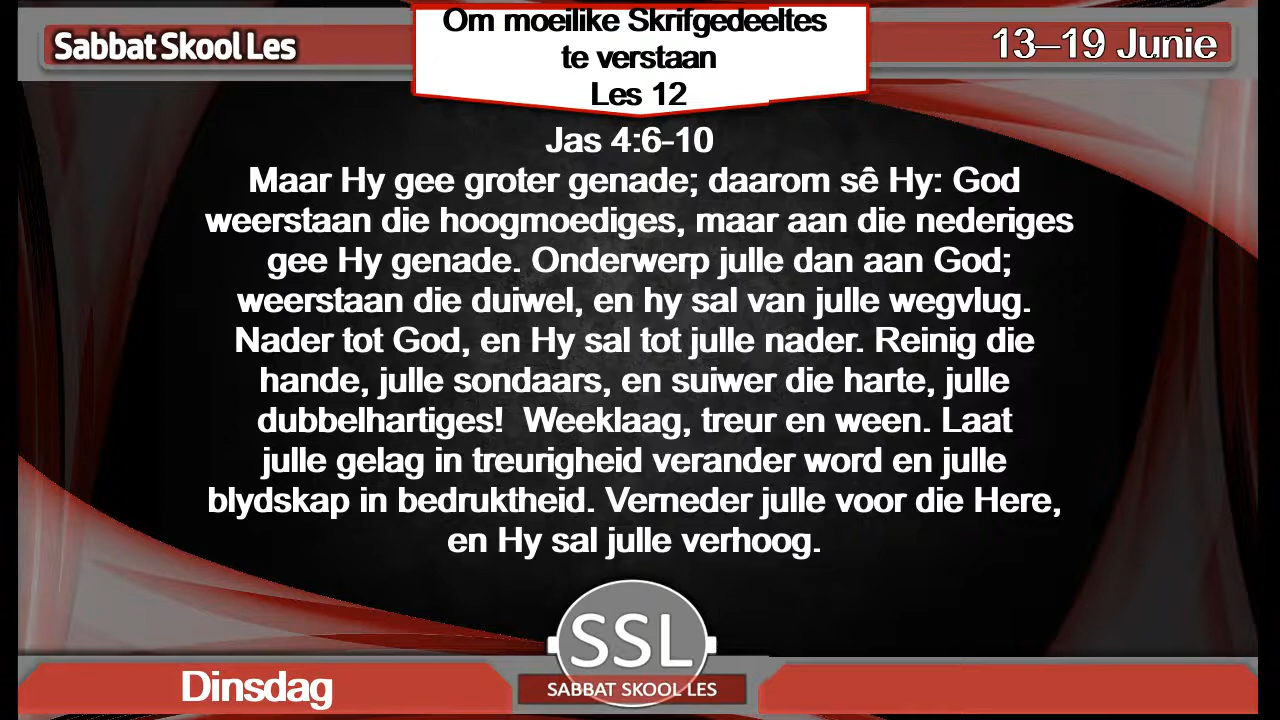 Sabbat Skool Les
Om moeilike Skrifgedeeltes
te verstaan
Les 12
13–19 Junie
Jas 4:6-10
Maar Hy gee groter genade; daarom sê Hy: God
weerstaan die hoogmoediges, maar aan die nederiges
gee Hy genade. Onderwerp julle dan aan God;
weerstaan die duiwel, en hy sal van julle wegvlug.
Nader tot God, en Hy sal tot julle nader. Reinig die
hande, julle sondaars, en suiwer die harte, julle
dubbelhartiges!  Weeklaag, treur en ween. Laat
julle gelag in treurigheid verander word en julle
blydskap in bedruktheid. Verneder julle voor die Here,
en Hy sal julle verhoog.
SSL
SABBAT SKOOL LES
Dinsdag